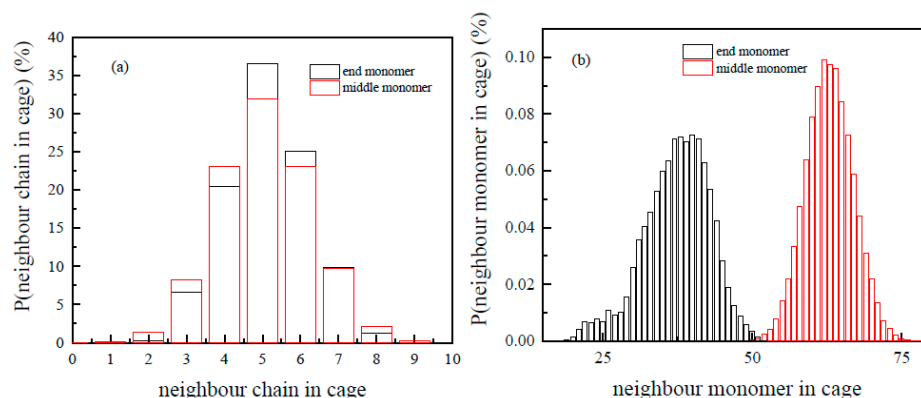 (a)
end monomer
middle monomer
P(neighbour chain in cage) (%)
40
35
30
25
20
15
10
5
0
0 1 2 3 4 5 6 7 8 9 10
neighbour chain in cage
(b)
end monomer
middle monomer
P(neighbour monomer in cage) (%)
0.10
0.08
0.06
0.04
0.02
0.00
25 50 75
neighbour monomer in cage